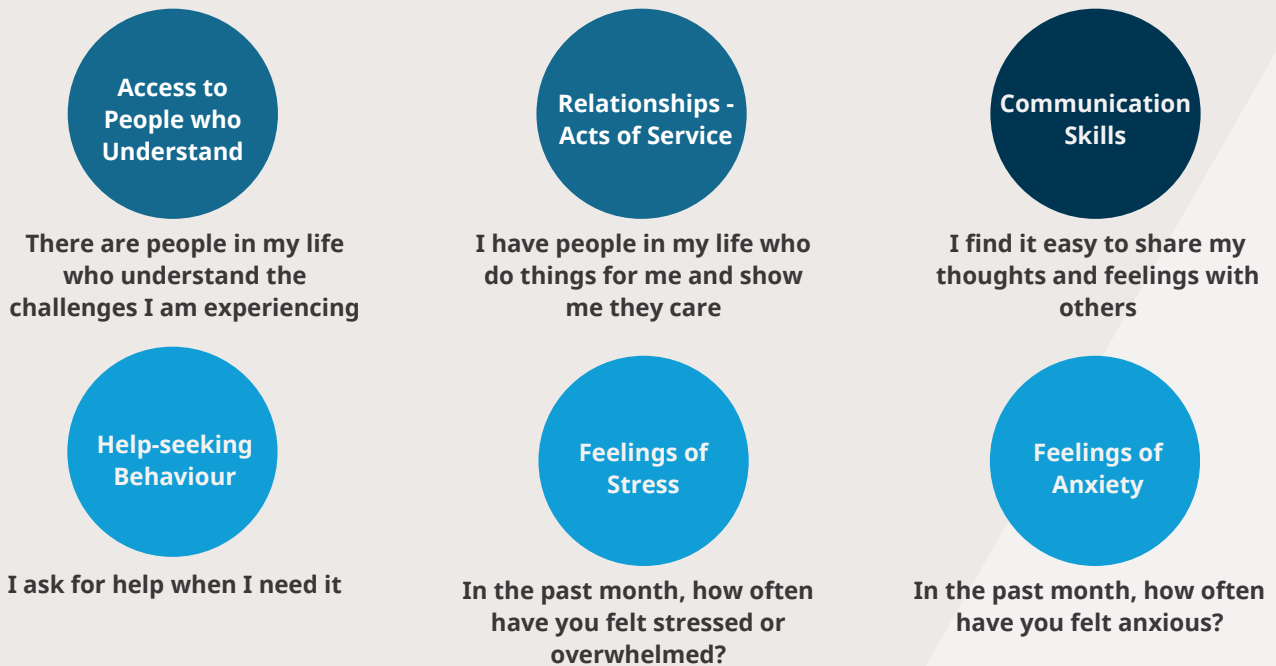 Access to
People who
Understand
There are people in my life
who understand the
challenges I am experiencing
Relationships -
Acts of Service
I have people in my life who
do things for me and show
me they care
Communication
Skills
I find it easy to share my
thoughts and feelings with
others
Help-seeking
Behaviour
I ask for help when I need it
Feelings of
Stress
In the past month, how often
have you felt stressed or
overwhelmed?
Feelings of
Anxiety
In the past month, how often
have you felt anxious?